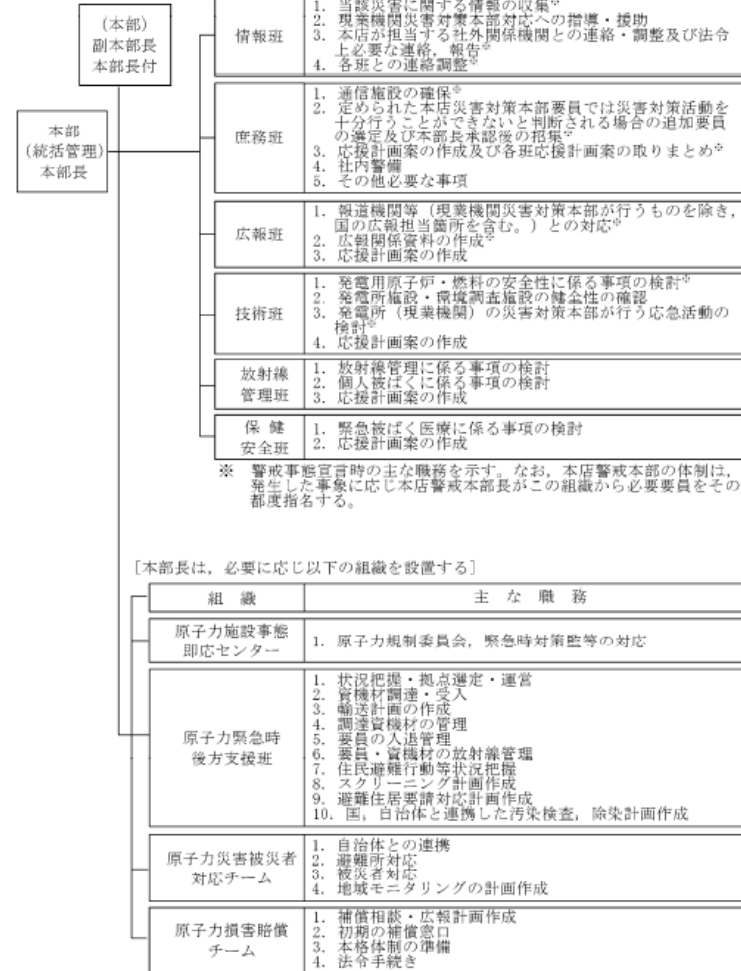 (本部)
副本部長
本部長付
本部
(統括管理)
本部長
情報班
1. 当該災害に関する情報の収集※
2. 現業機関災害対策本部対応への指導・援助
3. 本店が担当する社外関係機関との連絡・調整及び法令
上必要な連絡，報告※
4. 各班との連絡調整※
庶務班
1. 通信施設の確保※
2. 定められた本店災害対策本部要員では災害対策活動を
十分行うことができないと判断される場合の追加要員
の選定及び本部長承認後の招集※
3. 応援計画案の作成及び各班応援計画案の取りまとめ※
4. 社内警備
5. その他必要な事項
広報班
1. 報道機関等（現業機関災害対策本部が行うものを除き，
国の広報担当箇所を含む。）との対応※
2. 広報関係資料の作成※
3. 応援計画案の作成
技術班
1. 発電用原子炉・燃料の安全性に係る事項の検討※
2. 発電所施設・環境調査施設の健全性の確認
3. 発電所（現業機関）の災害対策本部が行う応急活動の
検討※
4. 応援計画案の作成
放射線
管理班
1. 放射線管理に係る事項の検討
2. 個人被ばくに係る事項の検討
3. 応援計画案の作成
保健
安全班
1. 緊急被ばく医療に係る事項の検討
2. 応援計画案の作成
※ 警戒事態宣言時の主な職務を示す。なお，本店警戒本部の体制は，
発生した事象に応じ本店警戒本部長がこの組織から必要要員をその
都度指名する。
［本部長は，必要に応じ以下の組織を設置する］
組織 主な職務
原子力施設事態
即応センター
1. 原子力規制委員会，緊急時対策監等の対応
原子力緊急時
後方支援班
1. 状況把握・拠点選定・運営
2. 資機材調達・受入
3. 輸送計画の作成
4. 調達資機材の管理
5. 要員の入退管理
6. 要員・資機材の放射線管理
7. 住民避難行動等状況把握
8. スクリーニング計画作成
9. 避難住居要請対応計画作成
10. 国，自治体と連携した汚染検査，除染計画作成
原子力災害被災者
対応チーム
1. 自治体との連携
2. 避難所対応
3. 被災者対応
4. 地域モニタリングの計画作成
原子力損害賠償
チーム
1. 補償相談・広報計画作成
2. 初期の補償窓口
3. 本格体制の準備
4. 法令手続き